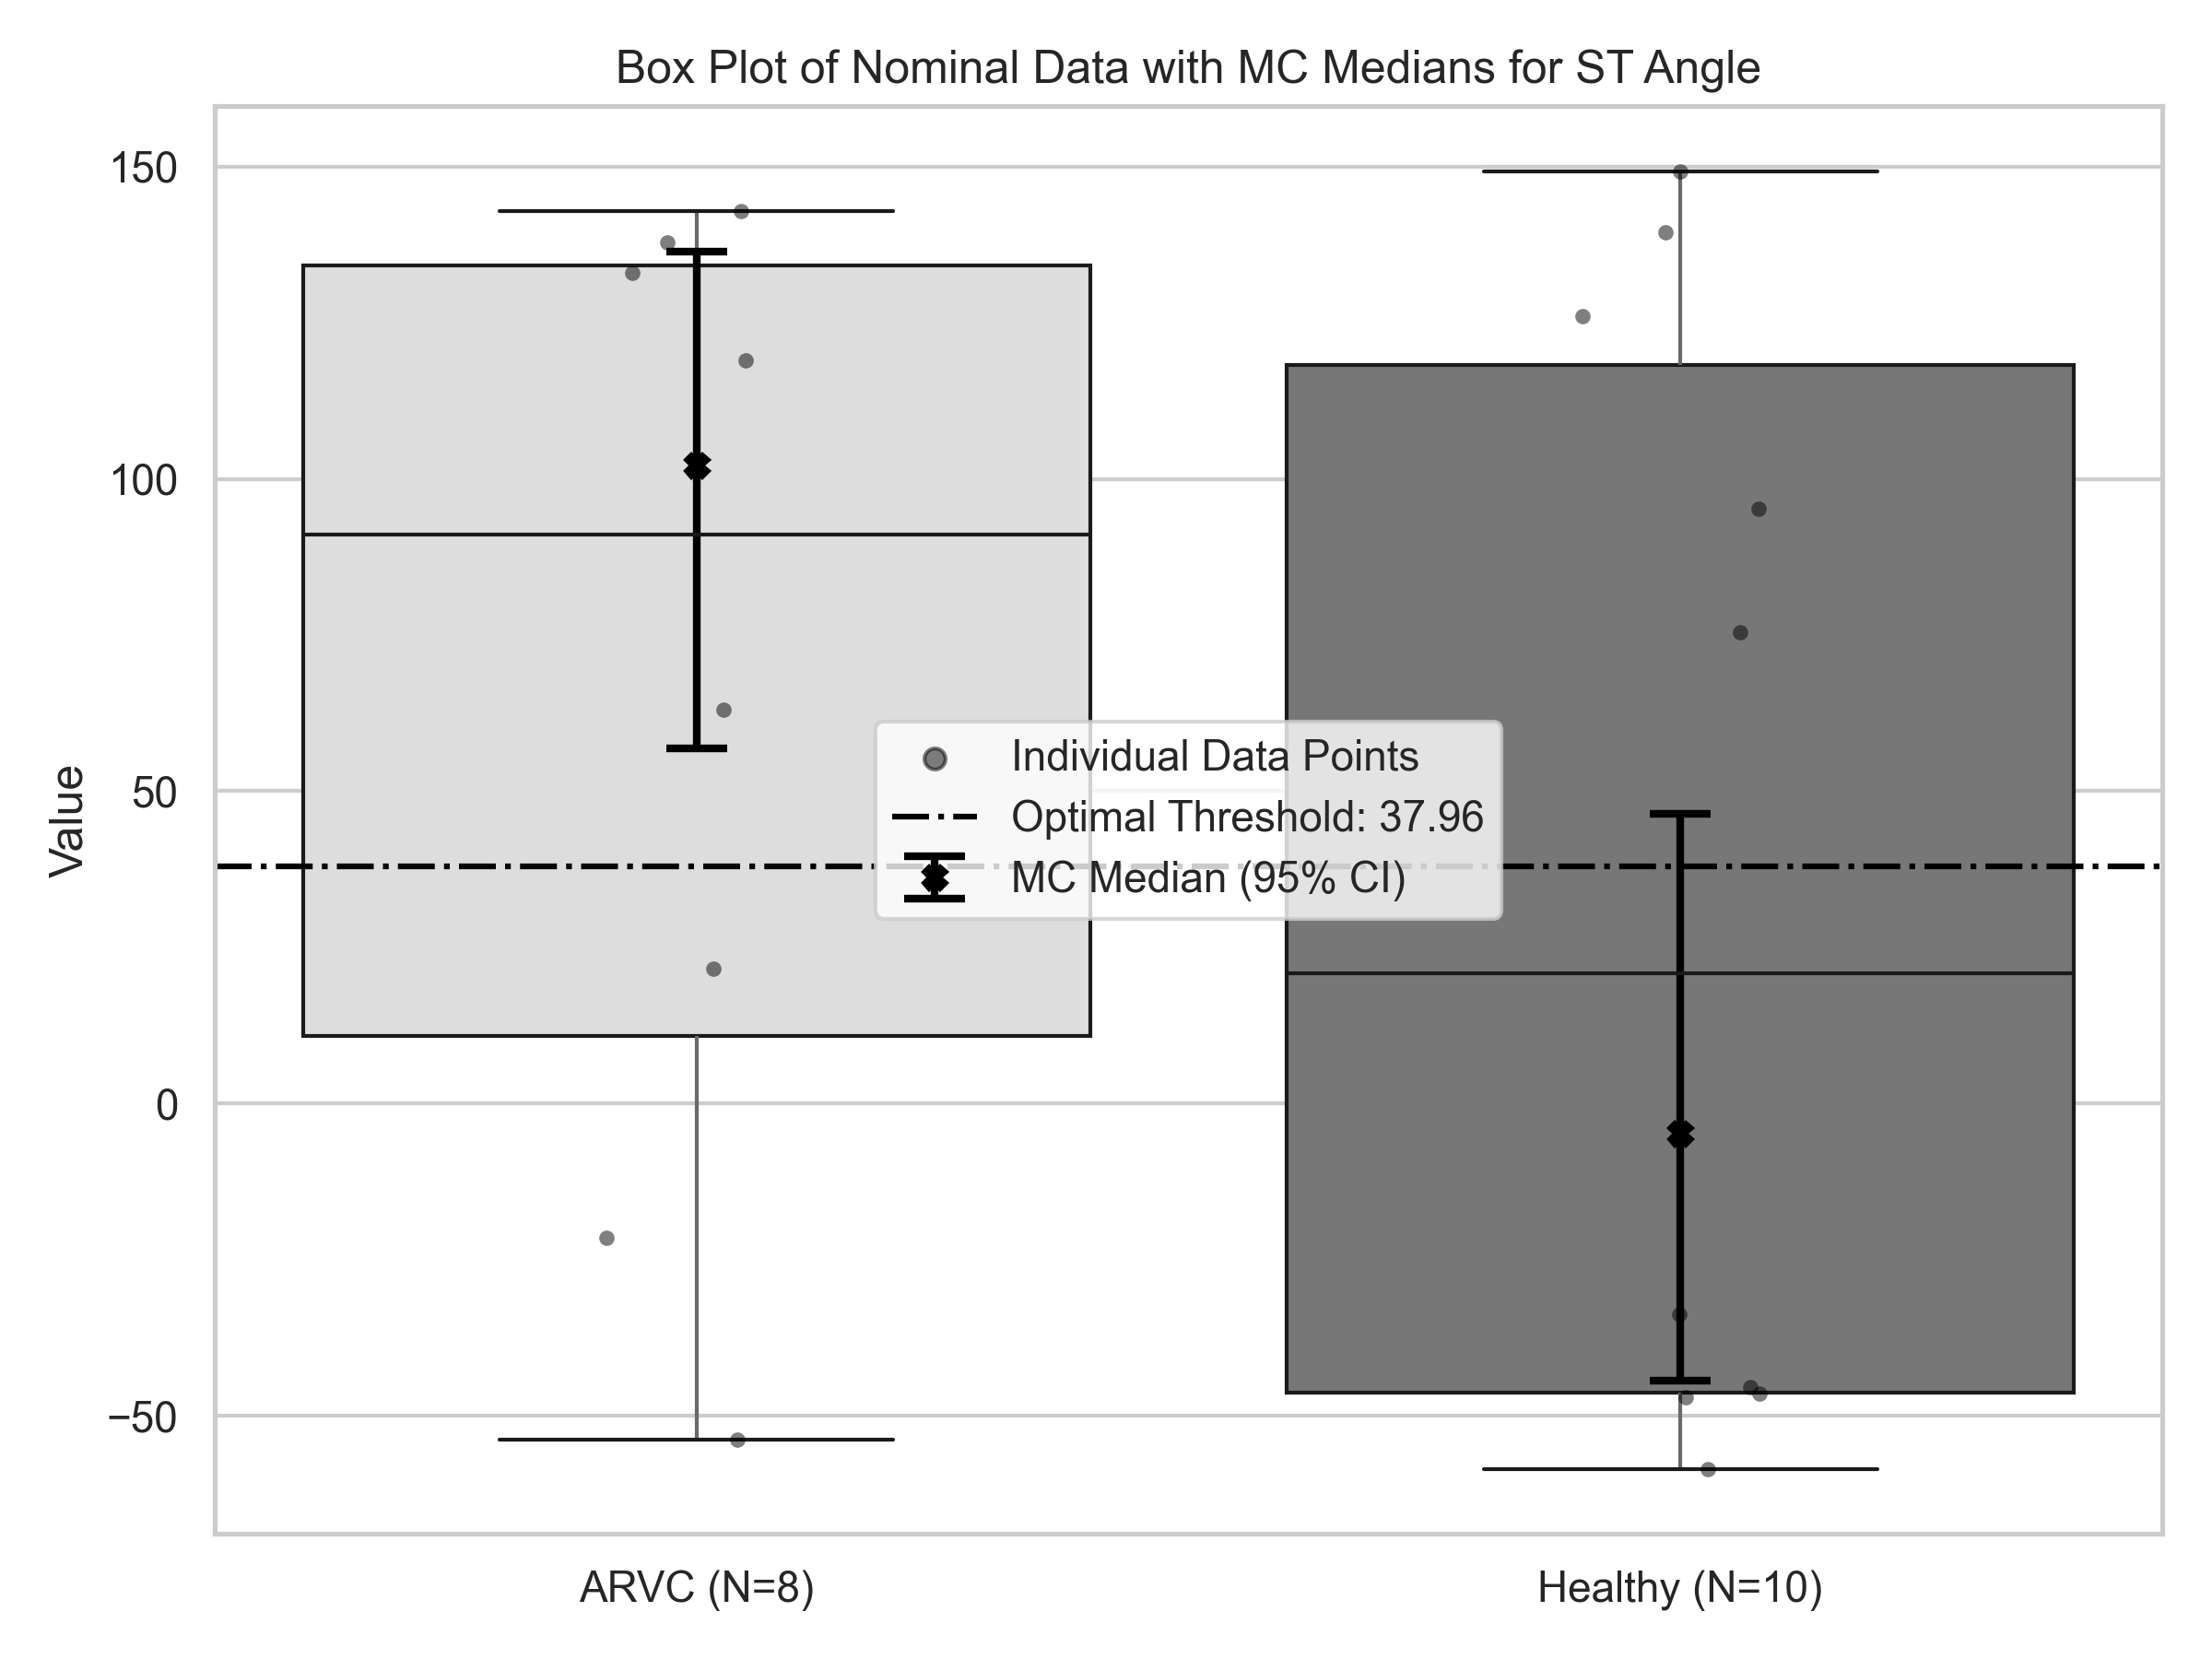 Box Plot of Nominal Data with MC Medians for ST Angle
150
100
50
0
−50
Value
Individual Data Points
Optimal Threshold: 37.96
MC Median (95% CI)
ARVC (N=8)
Healthy (N=10)